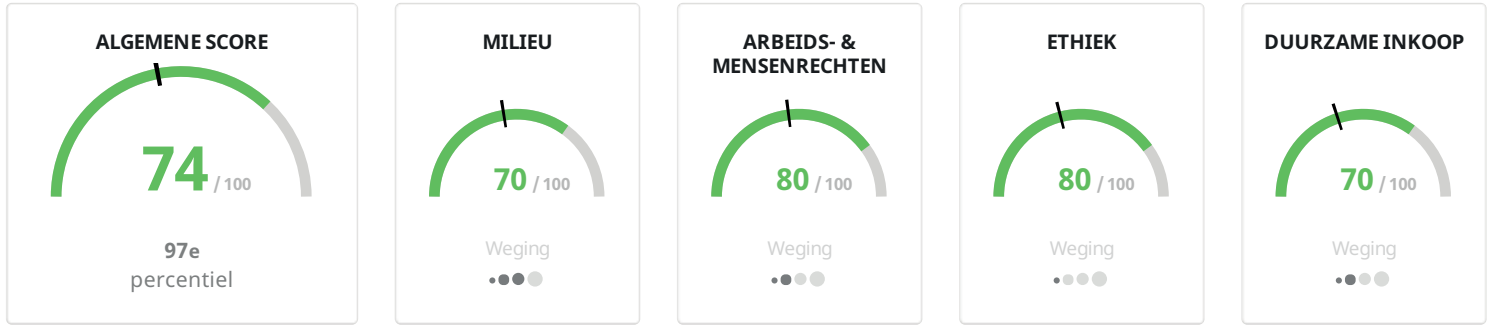 ALGEMENE SCORE
74 / 100
97e
percentiel
MILIEU
70 / 100
Weging
ARBEIDS- &
MENSENRECHTEN
80 / 100
Weging
ETHIEK
80 / 100
Weging
DUURZAME INKOOP
70 / 100
Weging